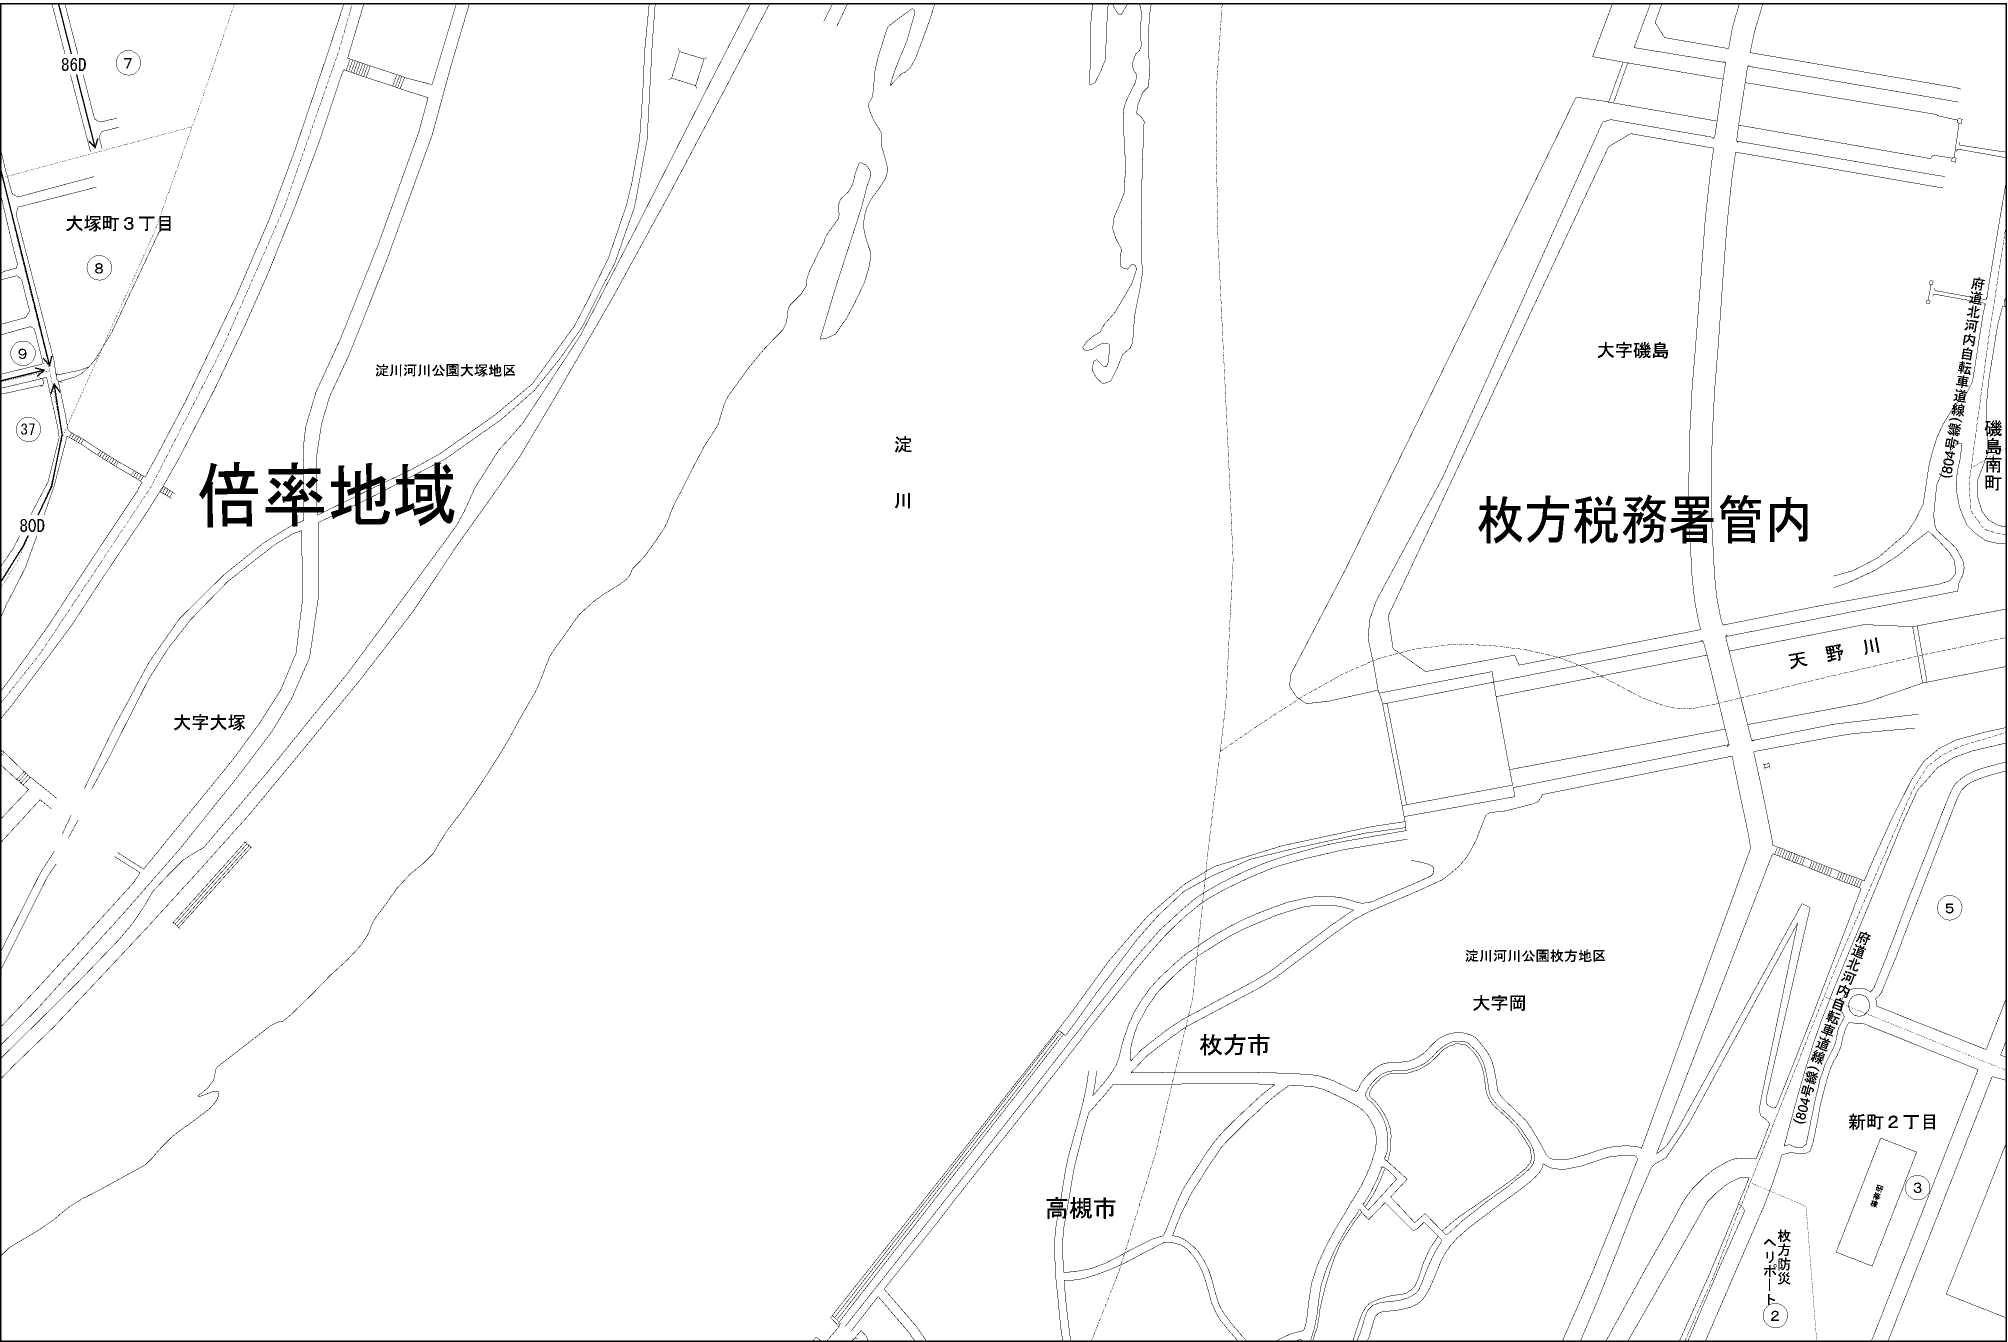 86D
7
大塚町３丁目
8
9
淀川河川公園大塚地区
37
倍率地域
80D
大字大塚
淀川
大字磯島
府道北河内自転車道線
(804号線)
磯島南町
枚方税務署管内
天野川
5
淀川河川公園枚方地区
大字岡
府道北河内自転車道線
(804号線)
枚方市
高槻市
新町２丁目
3
枚方防災
ヘリポート
2